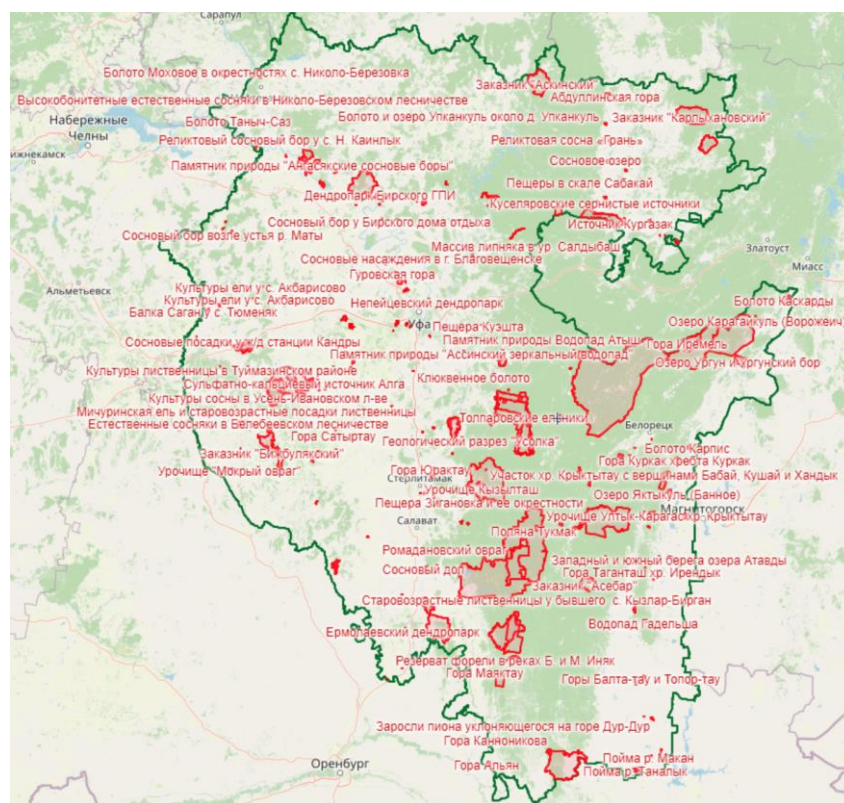 Сарапул
Болото Моховое в окрестностях с. Николо-Березовка
Заказник "Аскинский"
Абдуллинская гора
Высокобонитетные естественные сосняки в Николо-Березовском лесничестве
Набережные
Челны
Болото Таныч-Саз
Болото и озеро Упканкуль около д. Упканкуль
Заказник "Карлыхановский"
Реликтовый сосновый бор у с. Н. Каинлык
Реликтовая сосна «Грань»
Нижнекамск
Памятник природы "Ангасякские сосновые боры"
Сосновое озеро
Пещеры в скале Сабакай
Дендропарк Бирского ГПИ
Куселяровские сернистые источники
Сосновый бор у Бирского дома отдыха
Источник Кургазак
Сосновый бор возле устья р. Маты
Массив липняка в ур. Салдыбаш
Златоуст
Сосновые насаждения в г. Благовещенске
Миасс
Гуровская гора
Альметьевск
Культуры ели у с. Акбарисово
Культуры ели у с. Акбарисово
Непейцевский дендропарк
Болото Каскарды
Балка Саган у с. Тюменяк
Уфа
Пещера Куэшта
Озеро Карагайкуль (Ворожеич)
Сосновые посадки у ж/д станции Кандры
Памятник природы Водопад Атыш
Гора Иремель
Памятник природы "Ассинский зеркальный водопад"
Озеро Ургун и ургунский бор
Культуры лиственницы в Туймазинском районе
Клюквенное болото
Сульфатно-кальциевый источник Алга
Культуры сосны в Усень-Ивановском л-ве
Мичуринская ель и старовозрастные посадки лиственницы
Толпаровские ельники
Естественные сосняки в Белебеевском лесничестве
Белорецк
Гора Сатыртау
Геологический разрез "Усолка"
Болото Карпис
Заказник "Бижбулякский"
Гора Куркак хребта Куркак
Урочище "Мокрый овраг"
Гора Юрактау
Участок хр. Крыктытау с вершинами Бабай, Кушай и Хандык
Стерлитамак
Урочище Кызылташ
Озеро Яктыкуль (Банное)
Пещера Зигановка и ее окрестности
Магнитогорск
Салават
Урочище Ултык-Карагас хр. Крыктытау
Поляна Тукмак
Ромадановский овраг
Западный и южный берега озера Атавды
Сосновый дол
Гора Таганташ хр. Ирендык
Заказник "Асебар"
Старовозрастные лиственницы у бывшего с. Кызлар-Бирган
Водопад Гадельша
Ермолаевский дендропарк
Резерват форели в реках Б. и М. Иняк
Гора Маяктау
Горы Балта-тау и Топор-тау
Заросли пиона уклоняющегося на горе Дур-Дур
Гора Канноникова
Оренбург
Гора Альян
Пойма р. Макан
Пойма р. Таналык